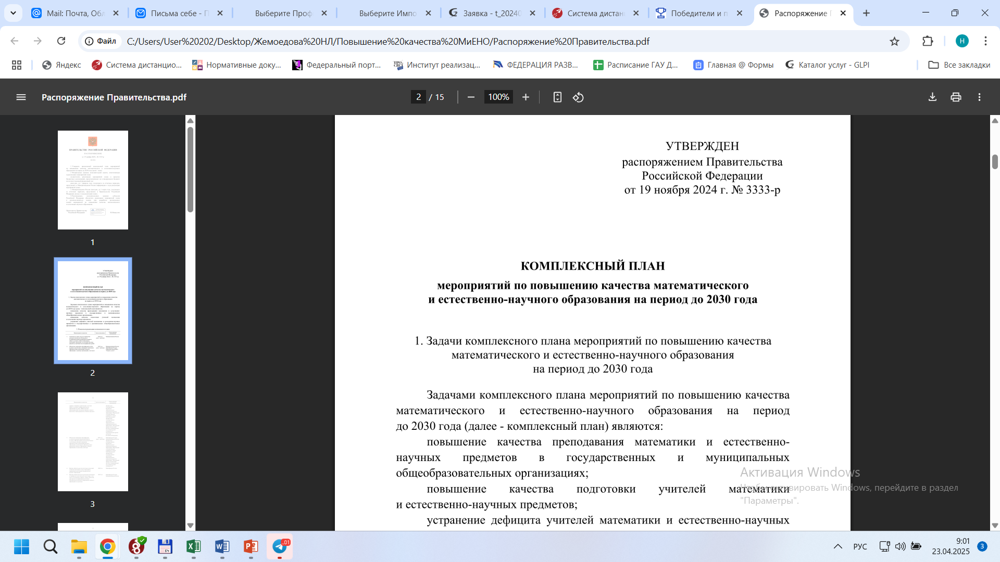 Mail: Почта, Обл
Письма себе - П
Выберите Проф
Выберите Импо
Заявка - t_20240
Система дистан
Победители и п
Распоряжение П
Файл
C:/Users/User%20202/Desktop/Жемоедова%20НЛ/Повышение%20качества%20МиЕНО/Распоряжение%20Правительства.pdf
Н
Яндекс
Система дистанцио...
Нормативные доку...
Федеральный порт...
Институт реализац...
ФЕДЕРАЦИЯ РАЗВ...
Расписание ГАУ Д...
Главная @ Формы
Каталог услуг - GLPI
Все закладки
Распоряжение Правительства.pdf
2 / 15
100%
1
2
3
УТВЕРЖДЕН
распоряжением Правительства
Российской Федерации
от 19 ноября 2024 г. № 3333-р
КОМПЛЕКСНЫЙ ПЛАН
мероприятий по повышению качества математического
и естественно-научного образования на период до 2030 года
1. Задачи комплексного плана мероприятий по повышению качества
математического и естественно-научного образования
на период до 2030 года
Задачами комплексного плана мероприятий по повышению качества
математического и естественно-научного образования на период
до 2030 года (далее - комплексный план) являются:
повышение качества преподавания математики и естественно-
научных предметов в государственных и муниципальных
общеобразовательных организациях;
повышение качества подготовки учителей математики
и естественно-научных предметов;
устранение дефицита учителей математики и естественно-научных
Активация Windows
Чтобы активировать Windows, перейдите в раздел
"Параметры".
РУС
9:01
23.04.2025
3